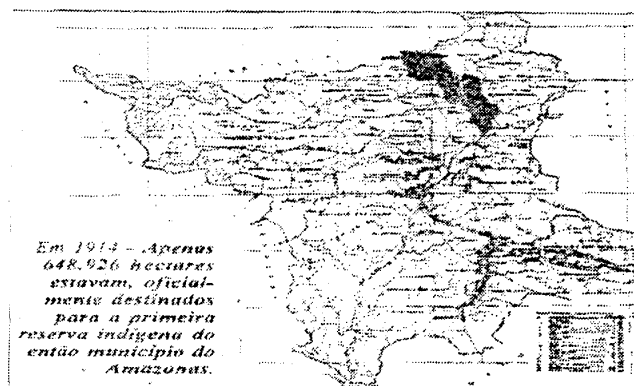 Em 1914 - Apenas
648.926 hectares
estavam, oficial-
mente destinados
para a primeira
reserva indígena do
então município do
Amazonas.